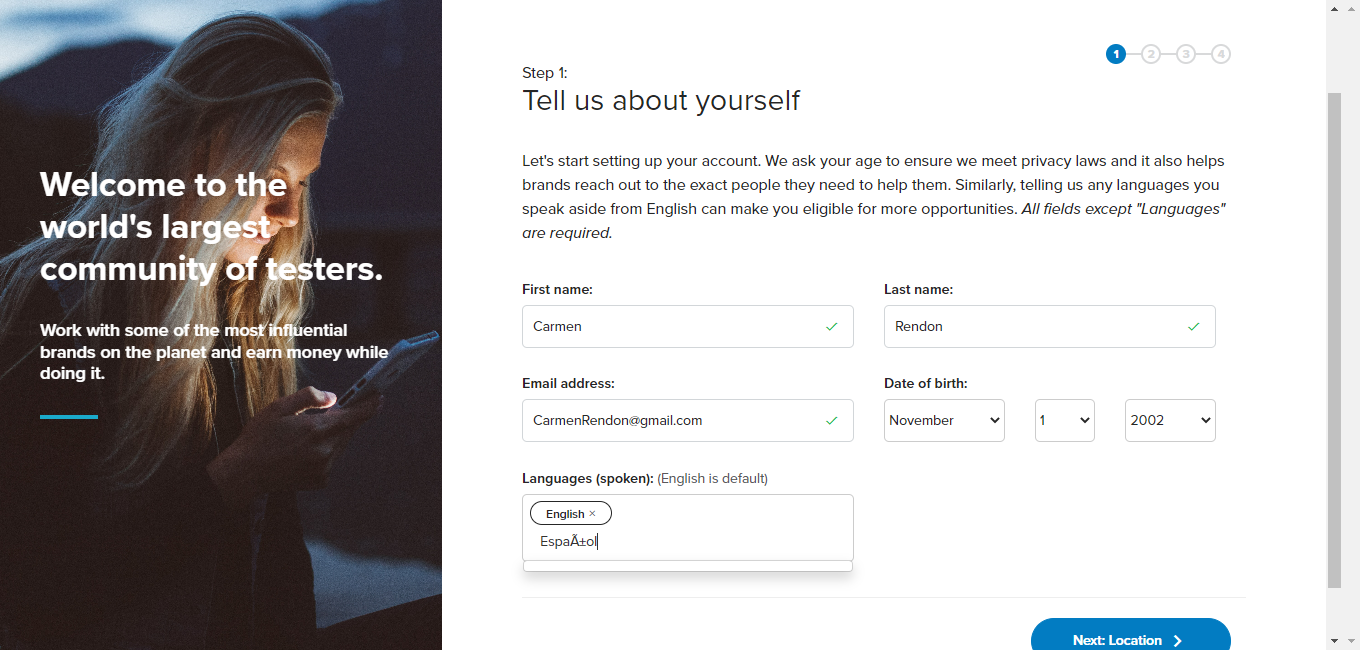 Welcome to the
world's largest
community of testers.
Work with some of the most influential
brands on the planet and earn money while
doing it.
1 2 3 4
Step 1:
Tell us about yourself
Let's start setting up your account. We ask your age to ensure we meet privacy laws and it also helps
brands reach out to the exact people they need to help them. Similarly, telling us any languages you
speak aside from English can make you eligible for more opportunities. All fields except "Languages"
are required.
First name: Last name:
Carmen Rendon
Email address: Date of birth:
CarmenRendon@gmail.com November 1 2002
Languages (spoken): (English is default)
English ×
EspaÃ±ol
Next: Location